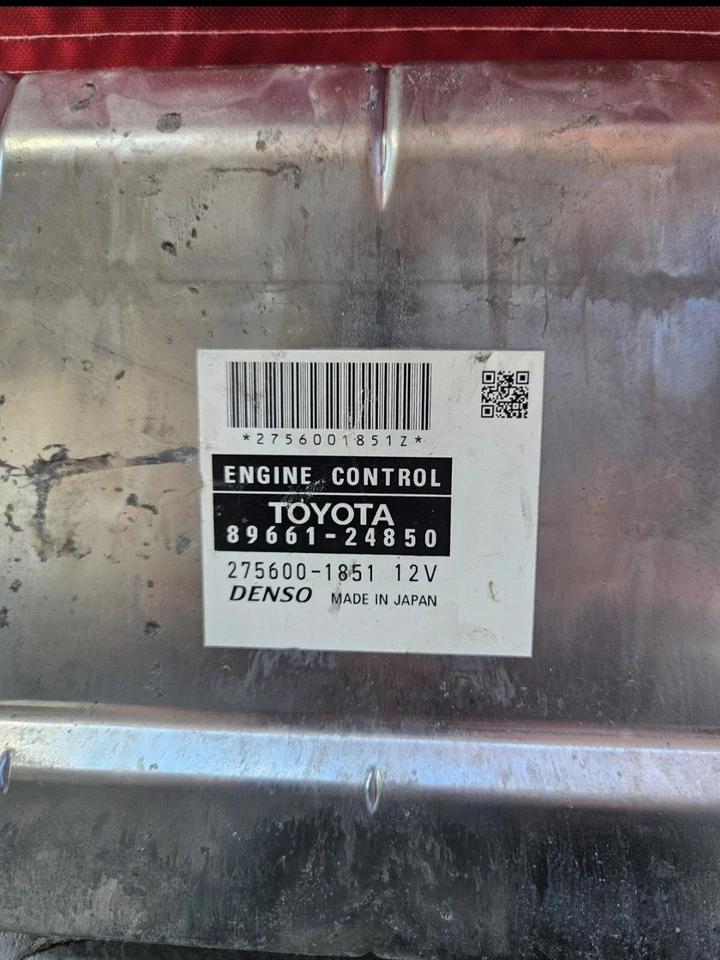 *2756001851Z*
ENGINE CONTROL
TOYOTA
89661-24850
275600-1851 12V
DENSO MADE IN JAPAN